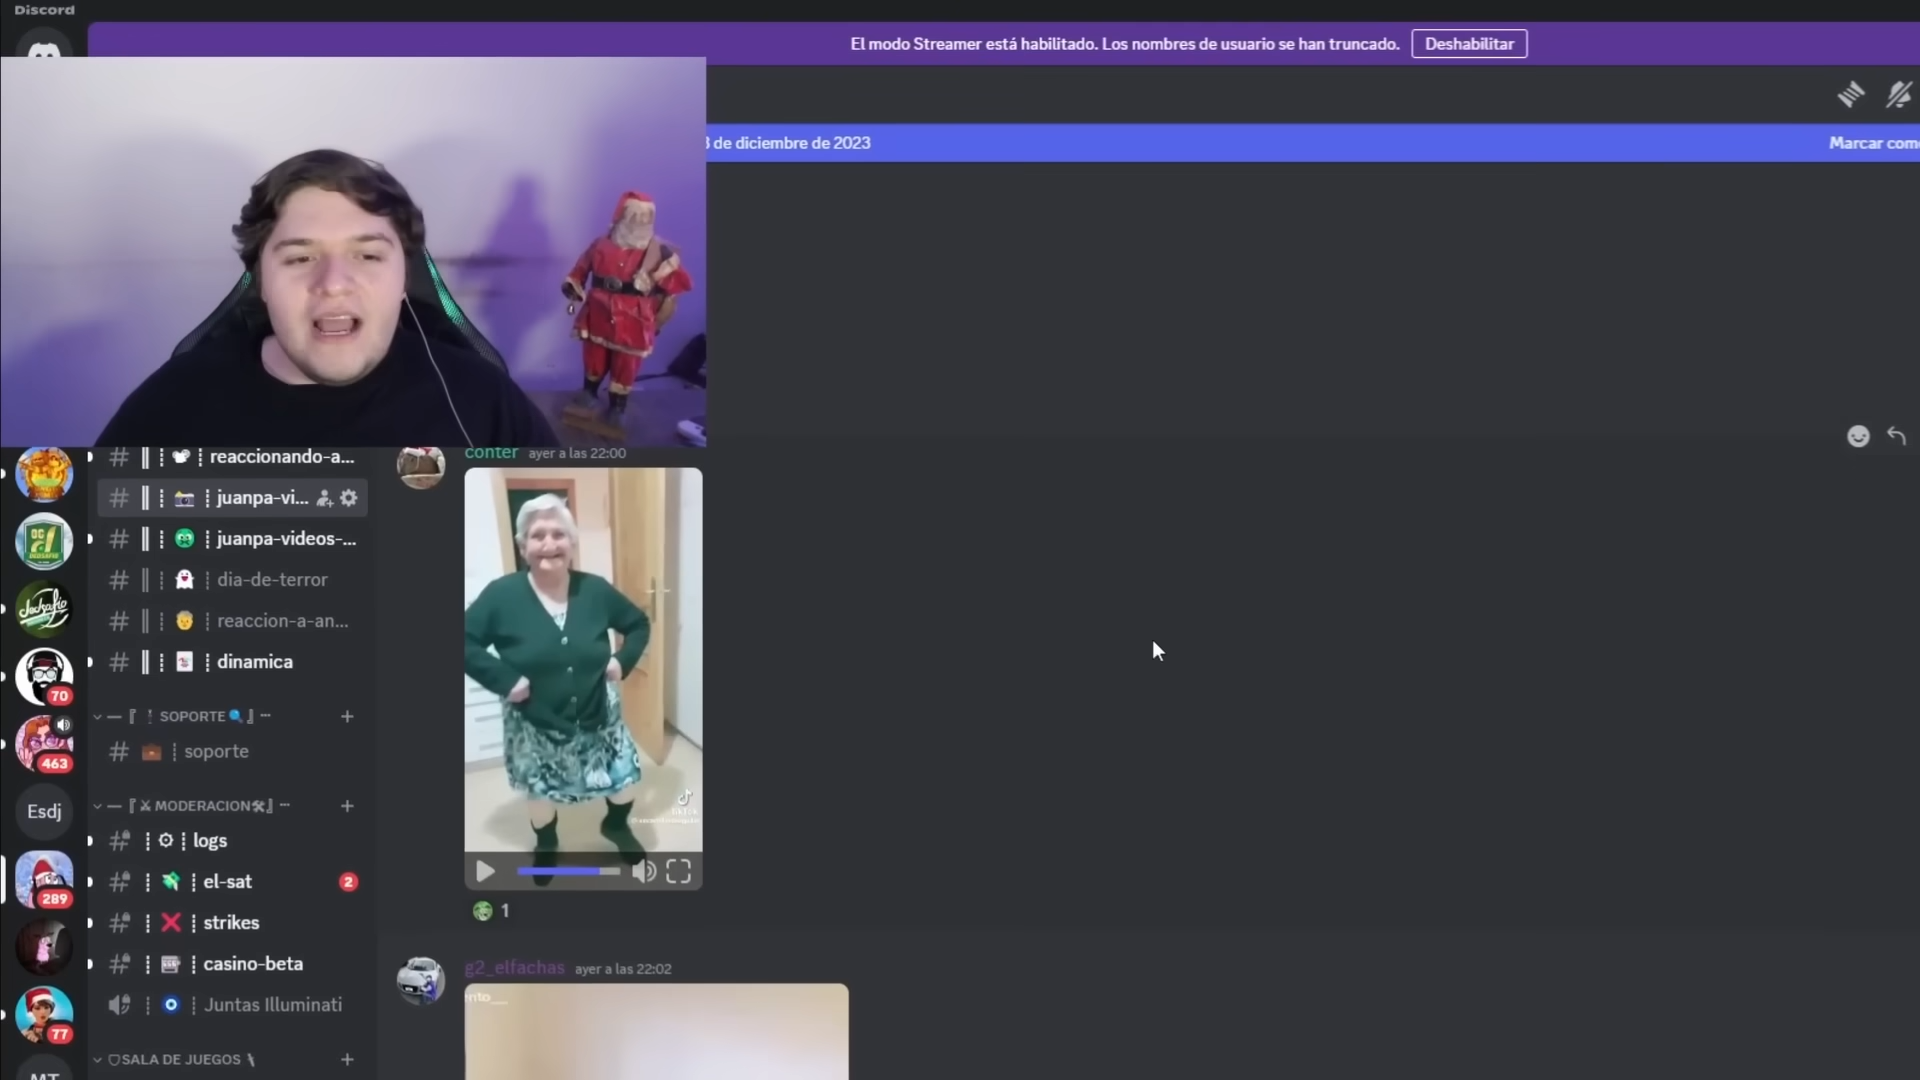 Discord
El modo Streamer está habilitado. Los nombres de usuario se han truncado.
Deshabilitar
de diciembre de 2023
Marcar com
reaccionando-a...
juanpa-vi...
juanpa-videos-...
dia-de-terror
reaccion-a-an...
dinamica
SOPORTE
soporte
MODERACION
logs
el-sat
2
strikes
casino-beta
Juntas Illuminati
SALA DE JUEGOS
70
463
Esdj
289
77
conter ayer a las 22:00
TikTok
1
g2_elfachas ayer a las 22:02